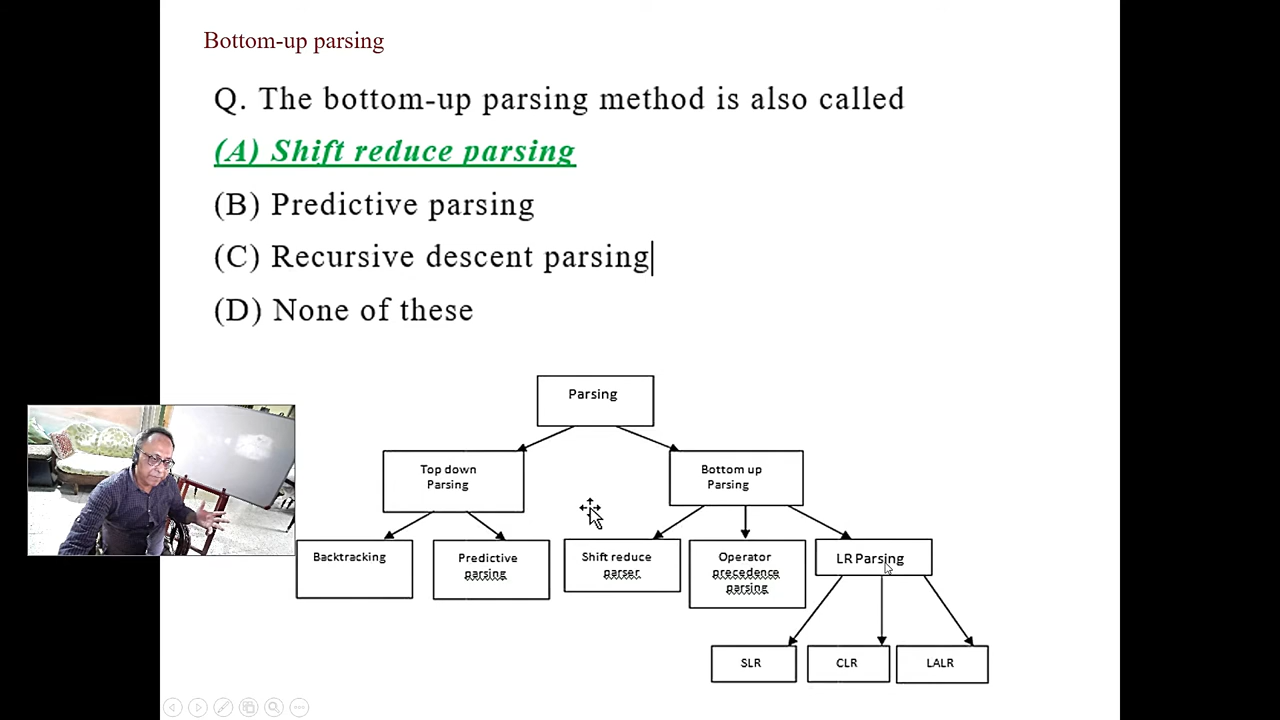 Bottom-up parsing
Q. The bottom-up parsing method is also called
(A) Shift reduce parsing
(B) Predictive parsing
(C) Recursive descent parsing
(D) None of these
Parsing
Top down
Parsing
Bottom up
Parsing
Backtracking
Predictive
parsing
Shift reduce
parser
Operator
precedence
parsing
LR Parsing
SLR
CLR
LALR